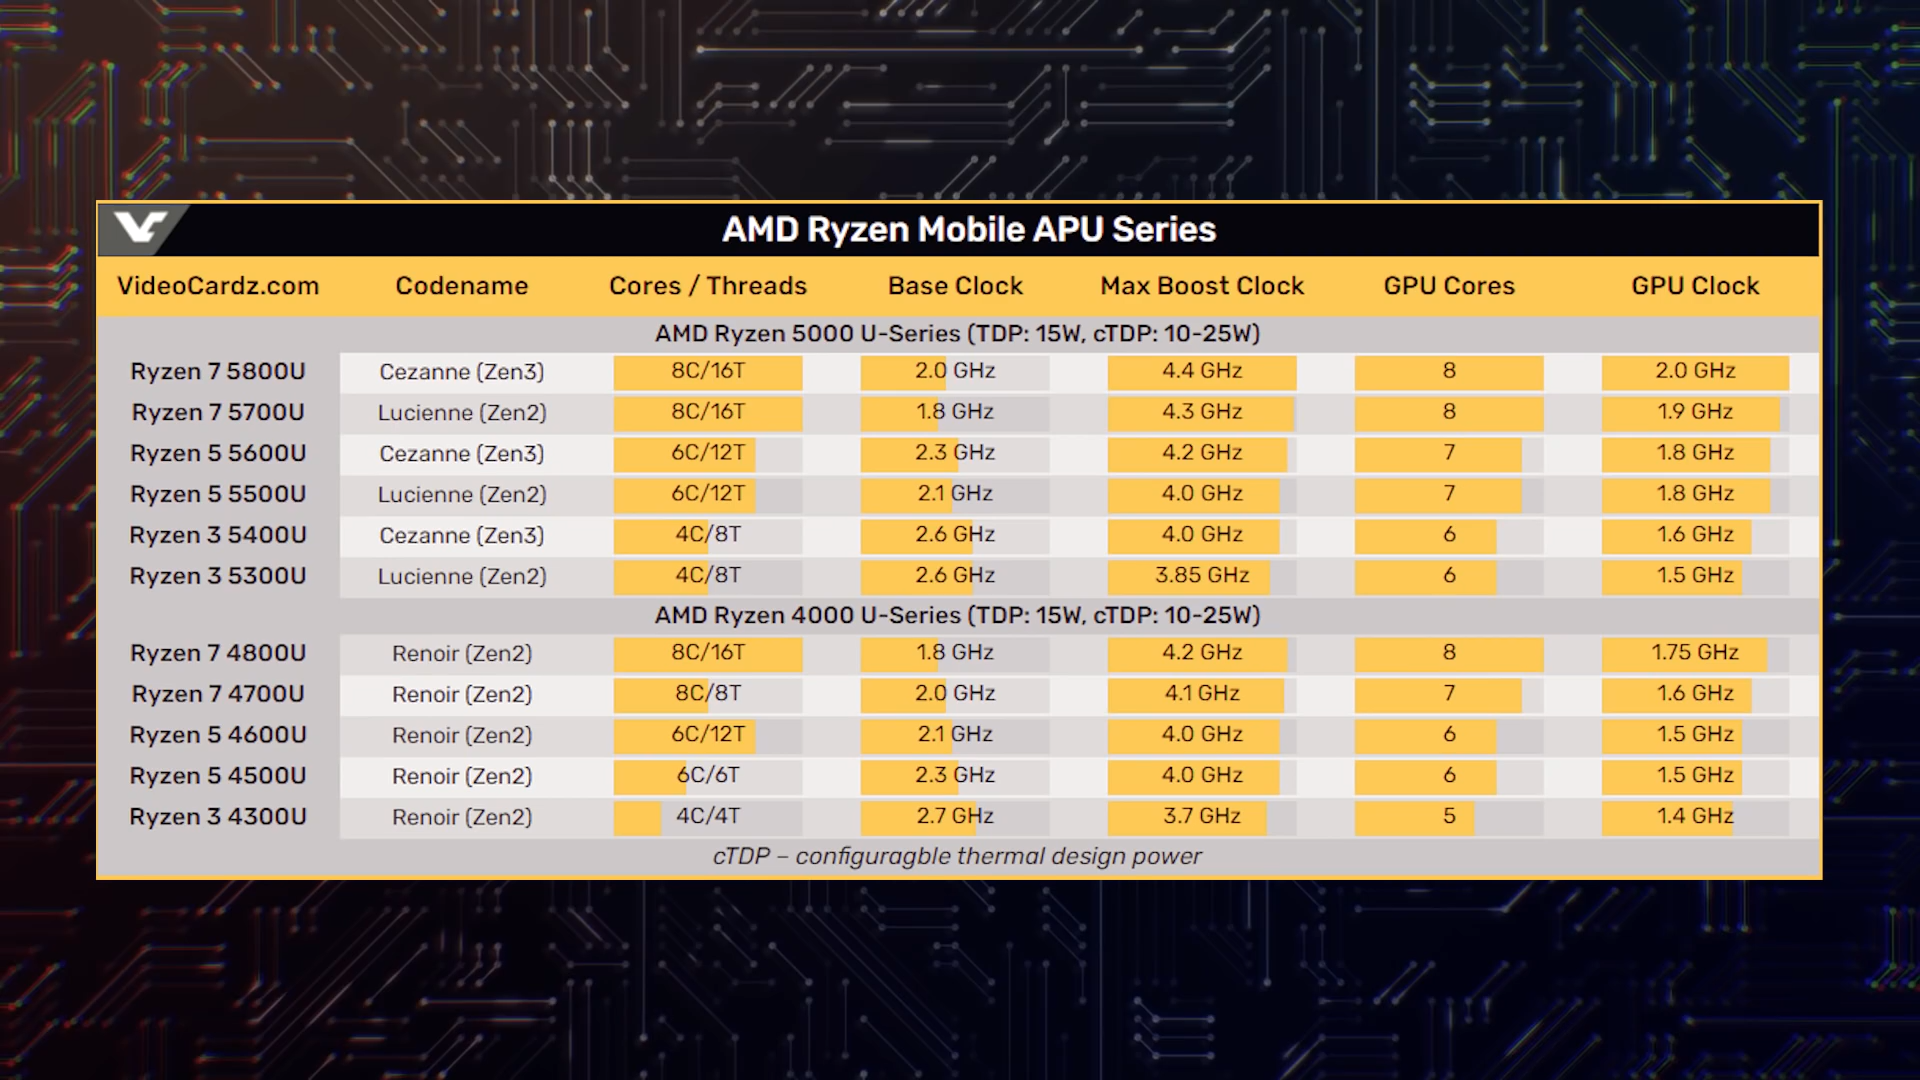 AMD Ryzen Mobile APU Series
VideoCardz.com Codename Cores / Threads Base Clock Max Boost Clock GPU Cores GPU Clock
AMD Ryzen 5000 U-Series (TDP: 15W, cTDP: 10-25W)
Ryzen 7 5800U Cezanne (Zen3) 8C/16T 2.0 GHz 4.4 GHz 8 2.0 GHz
Ryzen 7 5700U Lucienne (Zen2) 8C/16T 1.8 GHz 4.3 GHz 8 1.9 GHz
Ryzen 5 5600U Cezanne (Zen3) 6C/12T 2.3 GHz 4.2 GHz 7 1.8 GHz
Ryzen 5 5500U Lucienne (Zen2) 6C/12T 2.1 GHz 4.0 GHz 7 1.8 GHz
Ryzen 3 5400U Cezanne (Zen3) 4C/8T 2.6 GHz 4.0 GHz 6 1.6 GHz
Ryzen 3 5300U Lucienne (Zen2) 4C/8T 2.6 GHz 3.85 GHz 6 1.5 GHz
AMD Ryzen 4000 U-Series (TDP: 15W, cTDP: 10-25W)
Ryzen 7 4800U Renoir (Zen2) 8C/16T 1.8 GHz 4.2 GHz 8 1.75 GHz
Ryzen 7 4700U Renoir (Zen2) 8C/8T 2.0 GHz 4.1 GHz 7 1.6 GHz
Ryzen 5 4600U Renoir (Zen2) 6C/12T 2.1 GHz 4.0 GHz 6 1.5 GHz
Ryzen 5 4500U Renoir (Zen2) 6C/6T 2.3 GHz 4.0 GHz 6 1.5 GHz
Ryzen 3 4300U Renoir (Zen2) 4C/4T 2.7 GHz 3.7 GHz 5 1.4 GHz
cTDP – configuragble thermal design power